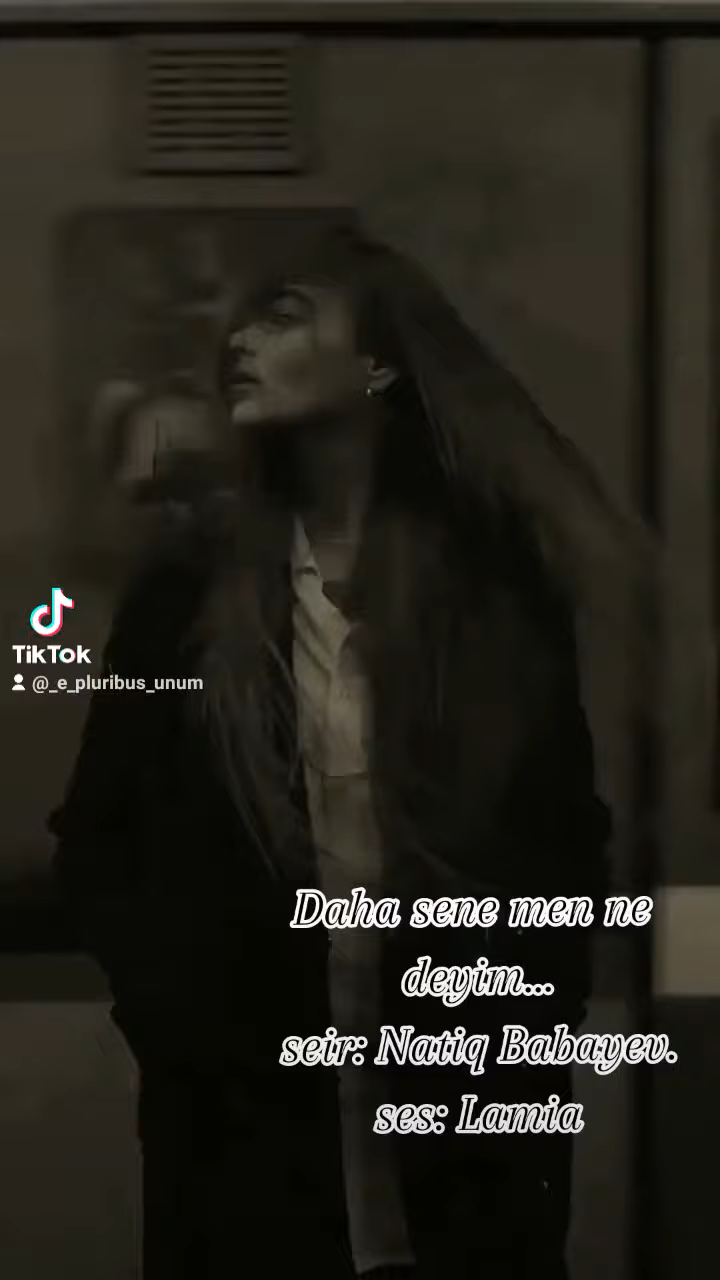 TikTok
@_e_pluribus_unum
Daha sene men ne
deyim...
seir: Natiq Babayev.
ses: Lamia